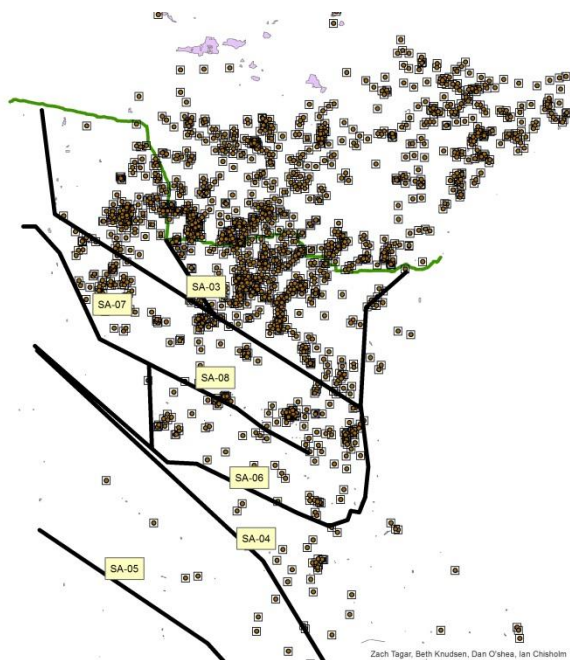 SA-03
SA-07
SA-08
SA-06
SA-04
SA-05
Zach Tagar, Beth Knudsen, Dan O'shea, Ian Chisholm